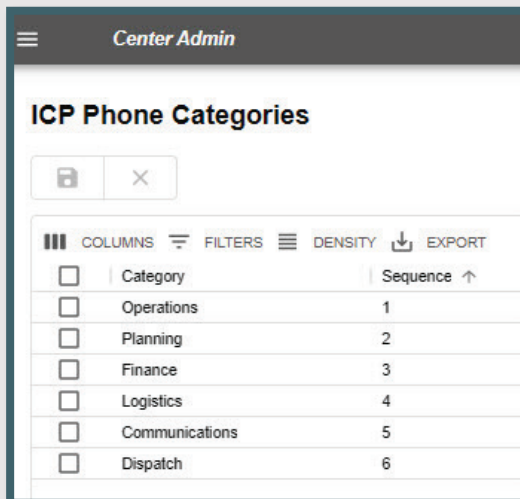 Center Admin
ICP Phone Categories
COLUMNS FILTERS DENSITY EXPORT
Category Sequence
Operations 1
Planning 2
Finance 3
Logistics 4
Communications 5
Dispatch 6